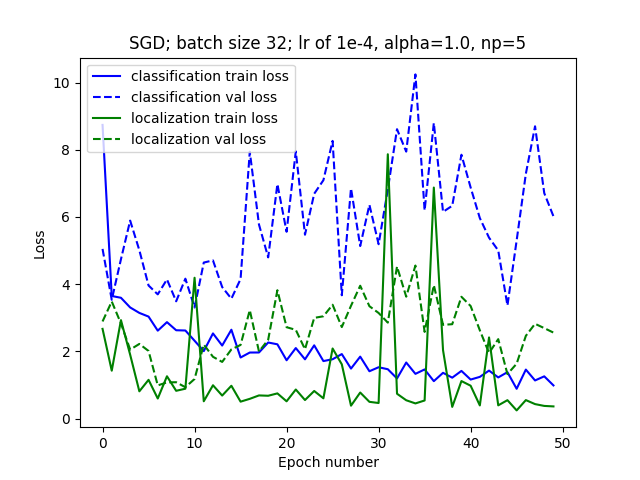 SGD; batch size 32; lr of 1e-4, alpha=1.0, np=5
classification train loss
classification val loss
localization train loss
localization val loss
10
8
6
4
2
0
Loss
0 10 20 30 40 50
Epoch number